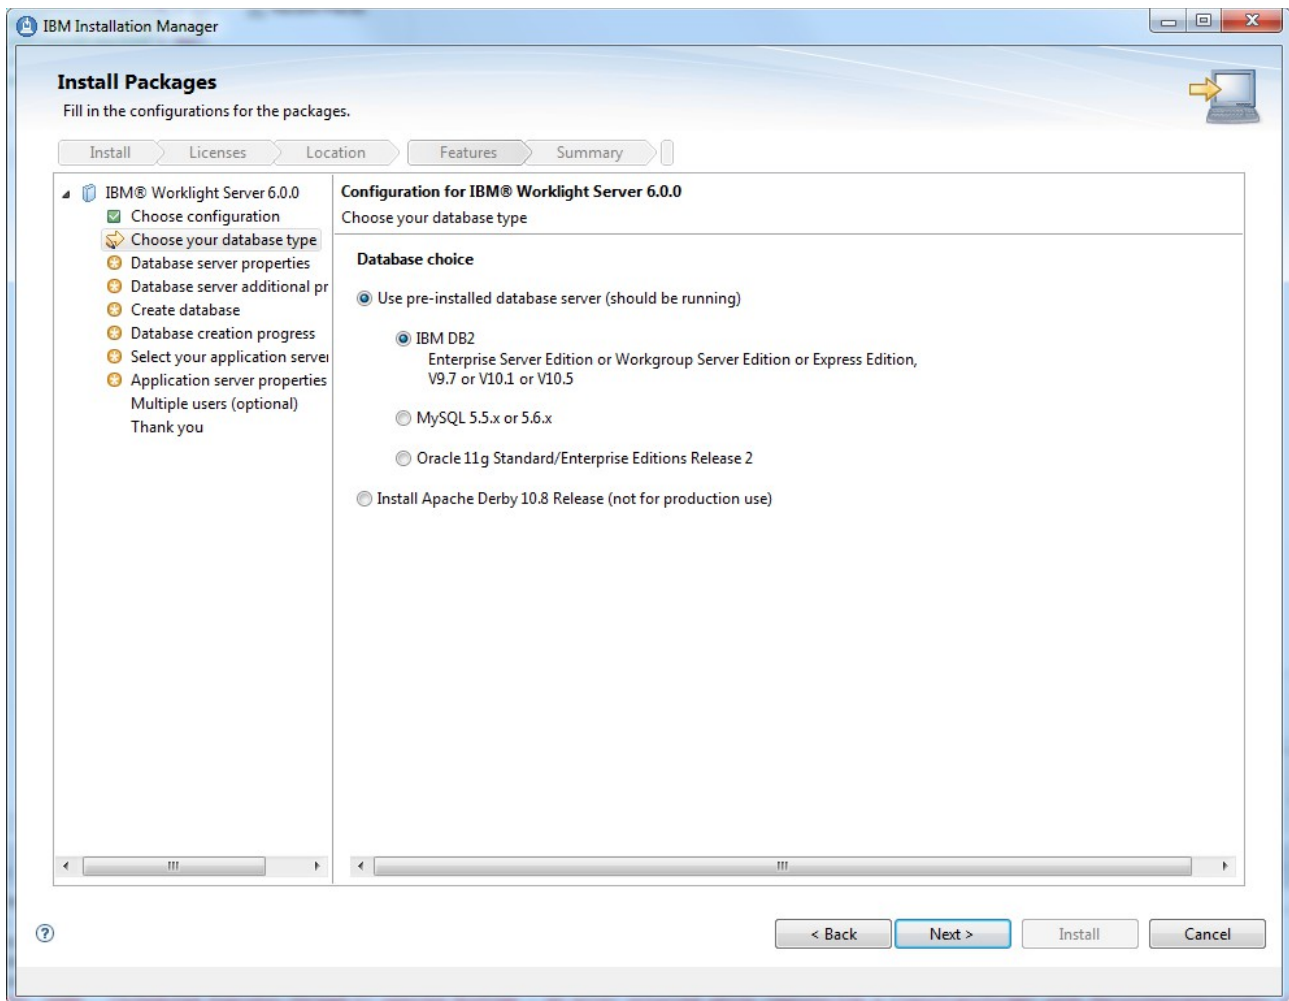 IBM Installation Manager
Install Packages
Fill in the configurations for the packages.
Install
Licenses
Location
Features
Summary
IBM® Worklight Server 6.0.0
Choose configuration
Choose your database type
Database server properties
Database server additional pr
Create database
Database creation progress
Select your application server
Application server properties
Multiple users (optional)
Thank you
Configuration for IBM® Worklight Server 6.0.0
Choose your database type
Database choice
Use pre-installed database server (should be running)
IBM DB2
Enterprise Server Edition or Workgroup Server Edition or Express Edition,
V9.7 or V10.1 or V10.5
MySQL 5.5.x or 5.6.x
Oracle 11g Standard/Enterprise Editions Release 2
Install Apache Derby 10.8 Release (not for production use)
?
< Back
Next >
Install
Cancel